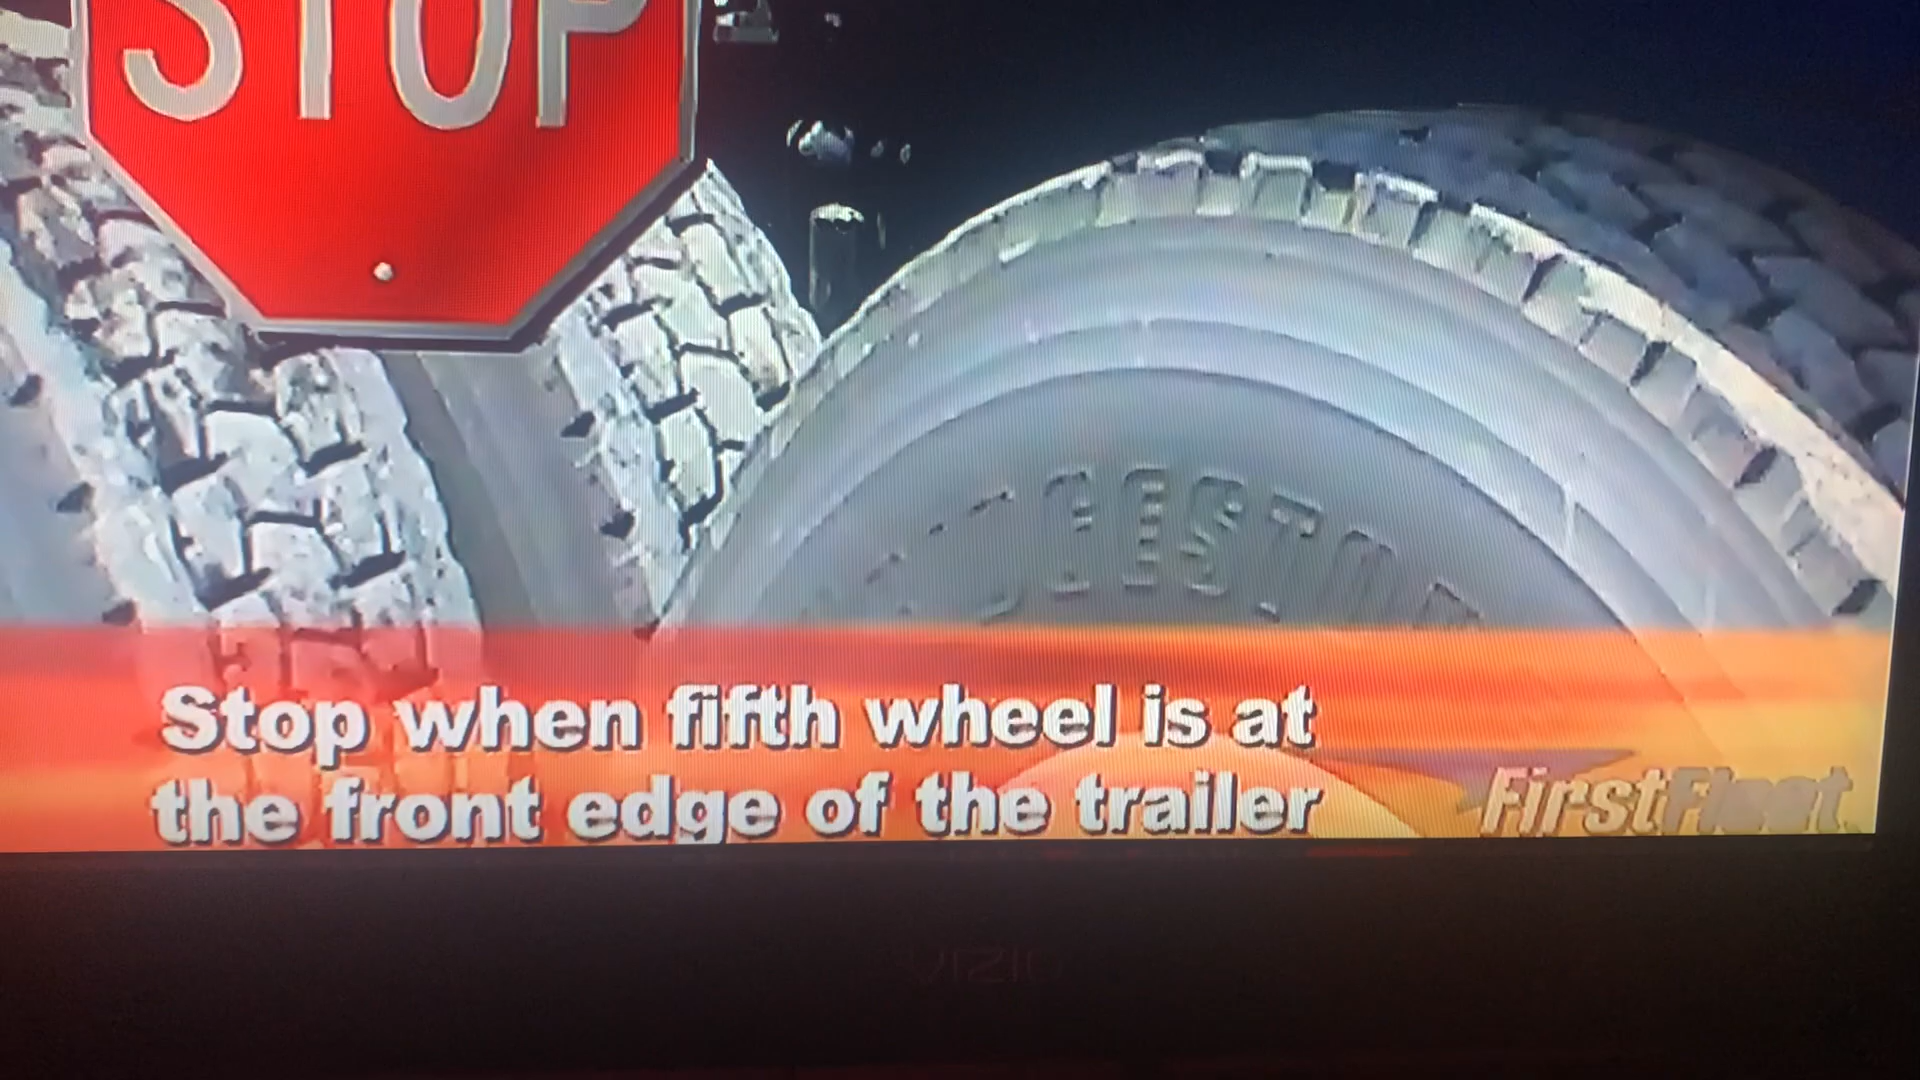 STOP
Stop when fifth wheel is at
the front edge of the trailer
FirstFleet
VIZIO